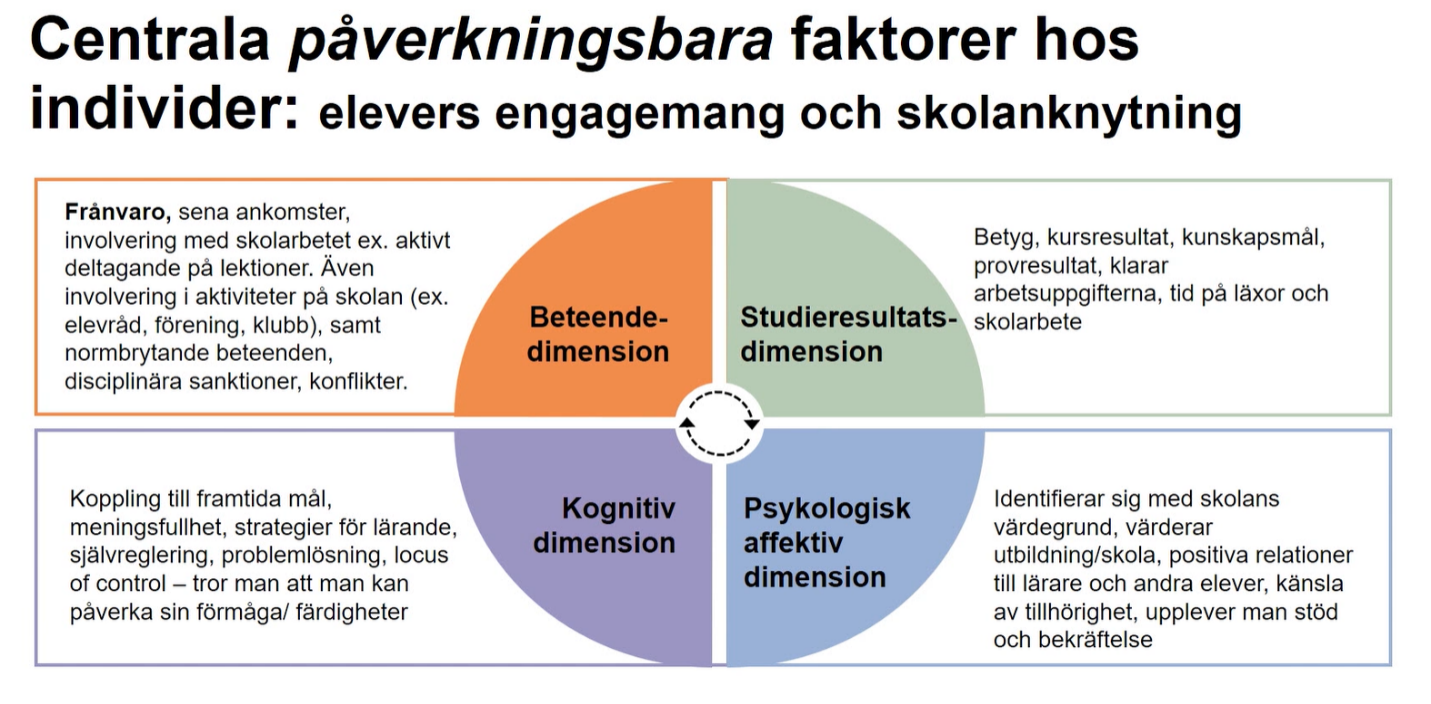 Centrala påverkningsbara faktorer hos
individer: elevers engagemang och skolanknytning
Frånvaro, sena ankomster,
involvering med skolarbetet ex. aktivt
deltagande på lektioner. Även
involvering i aktiviteter på skolan (ex.
elevråd, förening, klubb), samt
normbrytande beteenden,
disciplinära sanktioner, konflikter.
Beteende-
dimension
Studieresultats-
dimension
Betyg, kursresultat, kunskapsmål,
provresultat, klarar
arbetsuppgifterna, tid på läxor och
skolarbete
Koppling till framtida mål,
meningsfullhet, strategier för lärande,
självreglering, problemlösning, locus
of control – tror man att man kan
påverka sin förmåga/ färdigheter
Kognitiv
dimension
Psykologisk
affektiv
dimension
Identifierar sig med skolans
värdegrund, värderar
utbildning/skola, positiva relationer
till lärare och andra elever, känsla
av tillhörighet, upplever man stöd
och bekräftelse